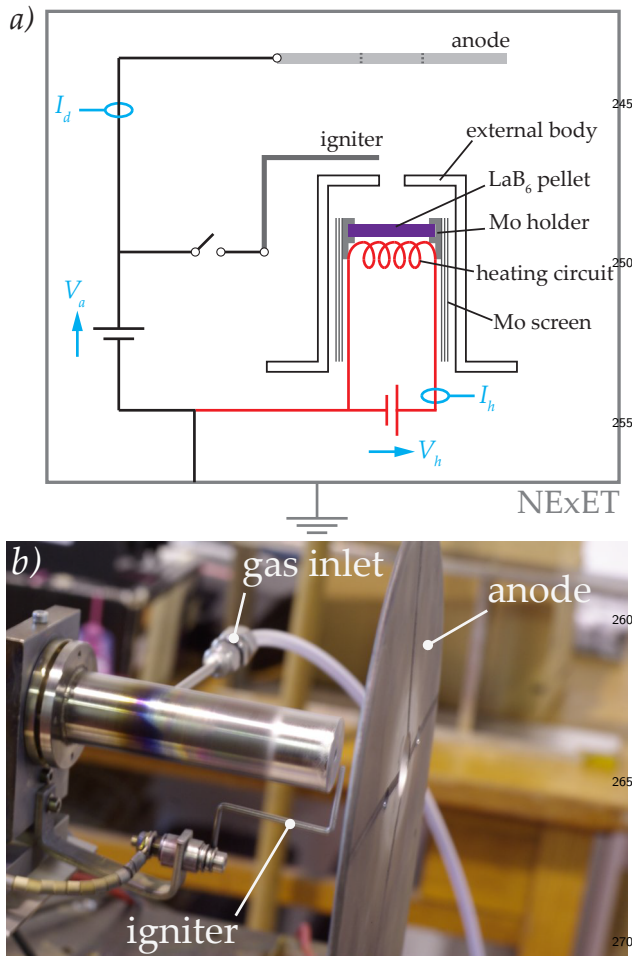 a)
anode
245
I_d
external body
igniter
LaB₆ pellet
Mo holder
250
heating circuit
V_a
Mo screen
I_h
255
V_h
NExET
b)
gas inlet
anode
260
265
igniter
270